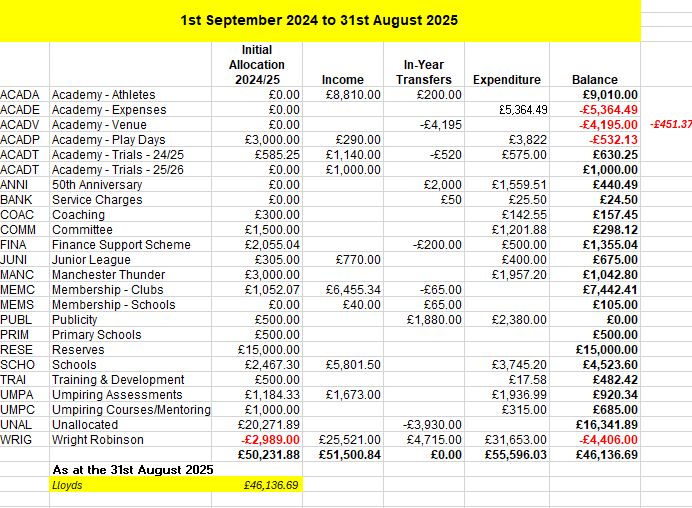 1st September 2024 to 31st August 2025
Initial
Allocation In-Year
2024/25 Income Transfers Expenditure Balance
ACADA Academy - Athletes £0.00 £8,810.00 £200.00 £9,010.00
ACADE Academy - Expenses £0.00 £5,364.49 -£5,364.49
ACADV Academy - Venue £0.00 -£4,195 -£4,195.00 -£451.37
ACADP Academy - Play Days £3,000.00 £290.00 £3,822 -£532.13
ACADT Academy - Trials - 24/25 £585.25 £1,140.00 -£520 £575.00 £630.25
ACADT Academy - Trials - 25/26 £0.00 £1,000.00 £1,000.00
ANNI 50th Anniversary £0.00 £2,000 £1,559.51 £440.49
BANK Service Charges £0.00 £50 £25.50 £24.50
COAC Coaching £300.00 £142.55 £157.45
COMM Committee £1,500.00 £1,201.88 £298.12
FINA Finance Support Scheme £2,055.04 -£200.00 £500.00 £1,355.04
JUNI Junior League £305.00 £770.00 £400.00 £675.00
MANC Manchester Thunder £3,000.00 £1,957.20 £1,042.80
MEMC Membership - Clubs £1,052.07 £6,455.34 -£65.00 £7,442.41
MEMS Membership - Schools £0.00 £40.00 £65.00 £105.00
PUBL Publicity £500.00 £1,880.00 £2,380.00 £0.00
PRIM Primary Schools £500.00 £500.00
RESE Reserves £15,000.00 £15,000.00
SCHO Schools £2,467.30 £5,801.50 £3,745.20 £4,523.60
TRAI Training & Development £500.00 £17.58 £482.42
UMPA Umpiring Assessments £1,184.33 £1,673.00 £1,936.99 £920.34
UMPC Umpiring Courses/Mentoring £1,000.00 £315.00 £685.00
UNAL Unallocated £20,271.89 -£3,930.00 £16,341.89
WRIG Wright Robinson -£2,989.00 £25,521.00 £4,715.00 £31,653.00 -£4,406.00
£50,231.88 £51,500.84 £0.00 £55,596.03 £46,136.69
As at the 31st August 2025
Lloyds £46,136.69